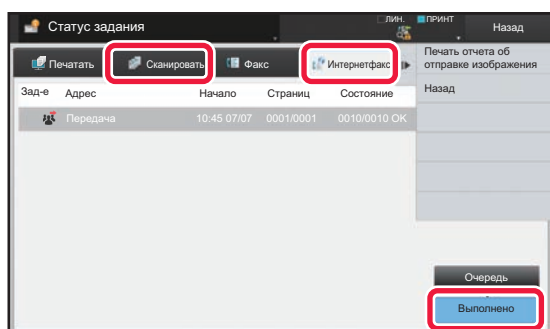 Статус задания
ЛИН.
ПРИНТ
Назад
Печатать
Сканировать
Факс
Интернетфакс
Печать отчета об
отправке изображения
Зад-е Адрес Начало Страниц Состояние
Назад
Передача 10:45 07/07 0001/0001 0010/0010 OK
Очередь
Выполнено